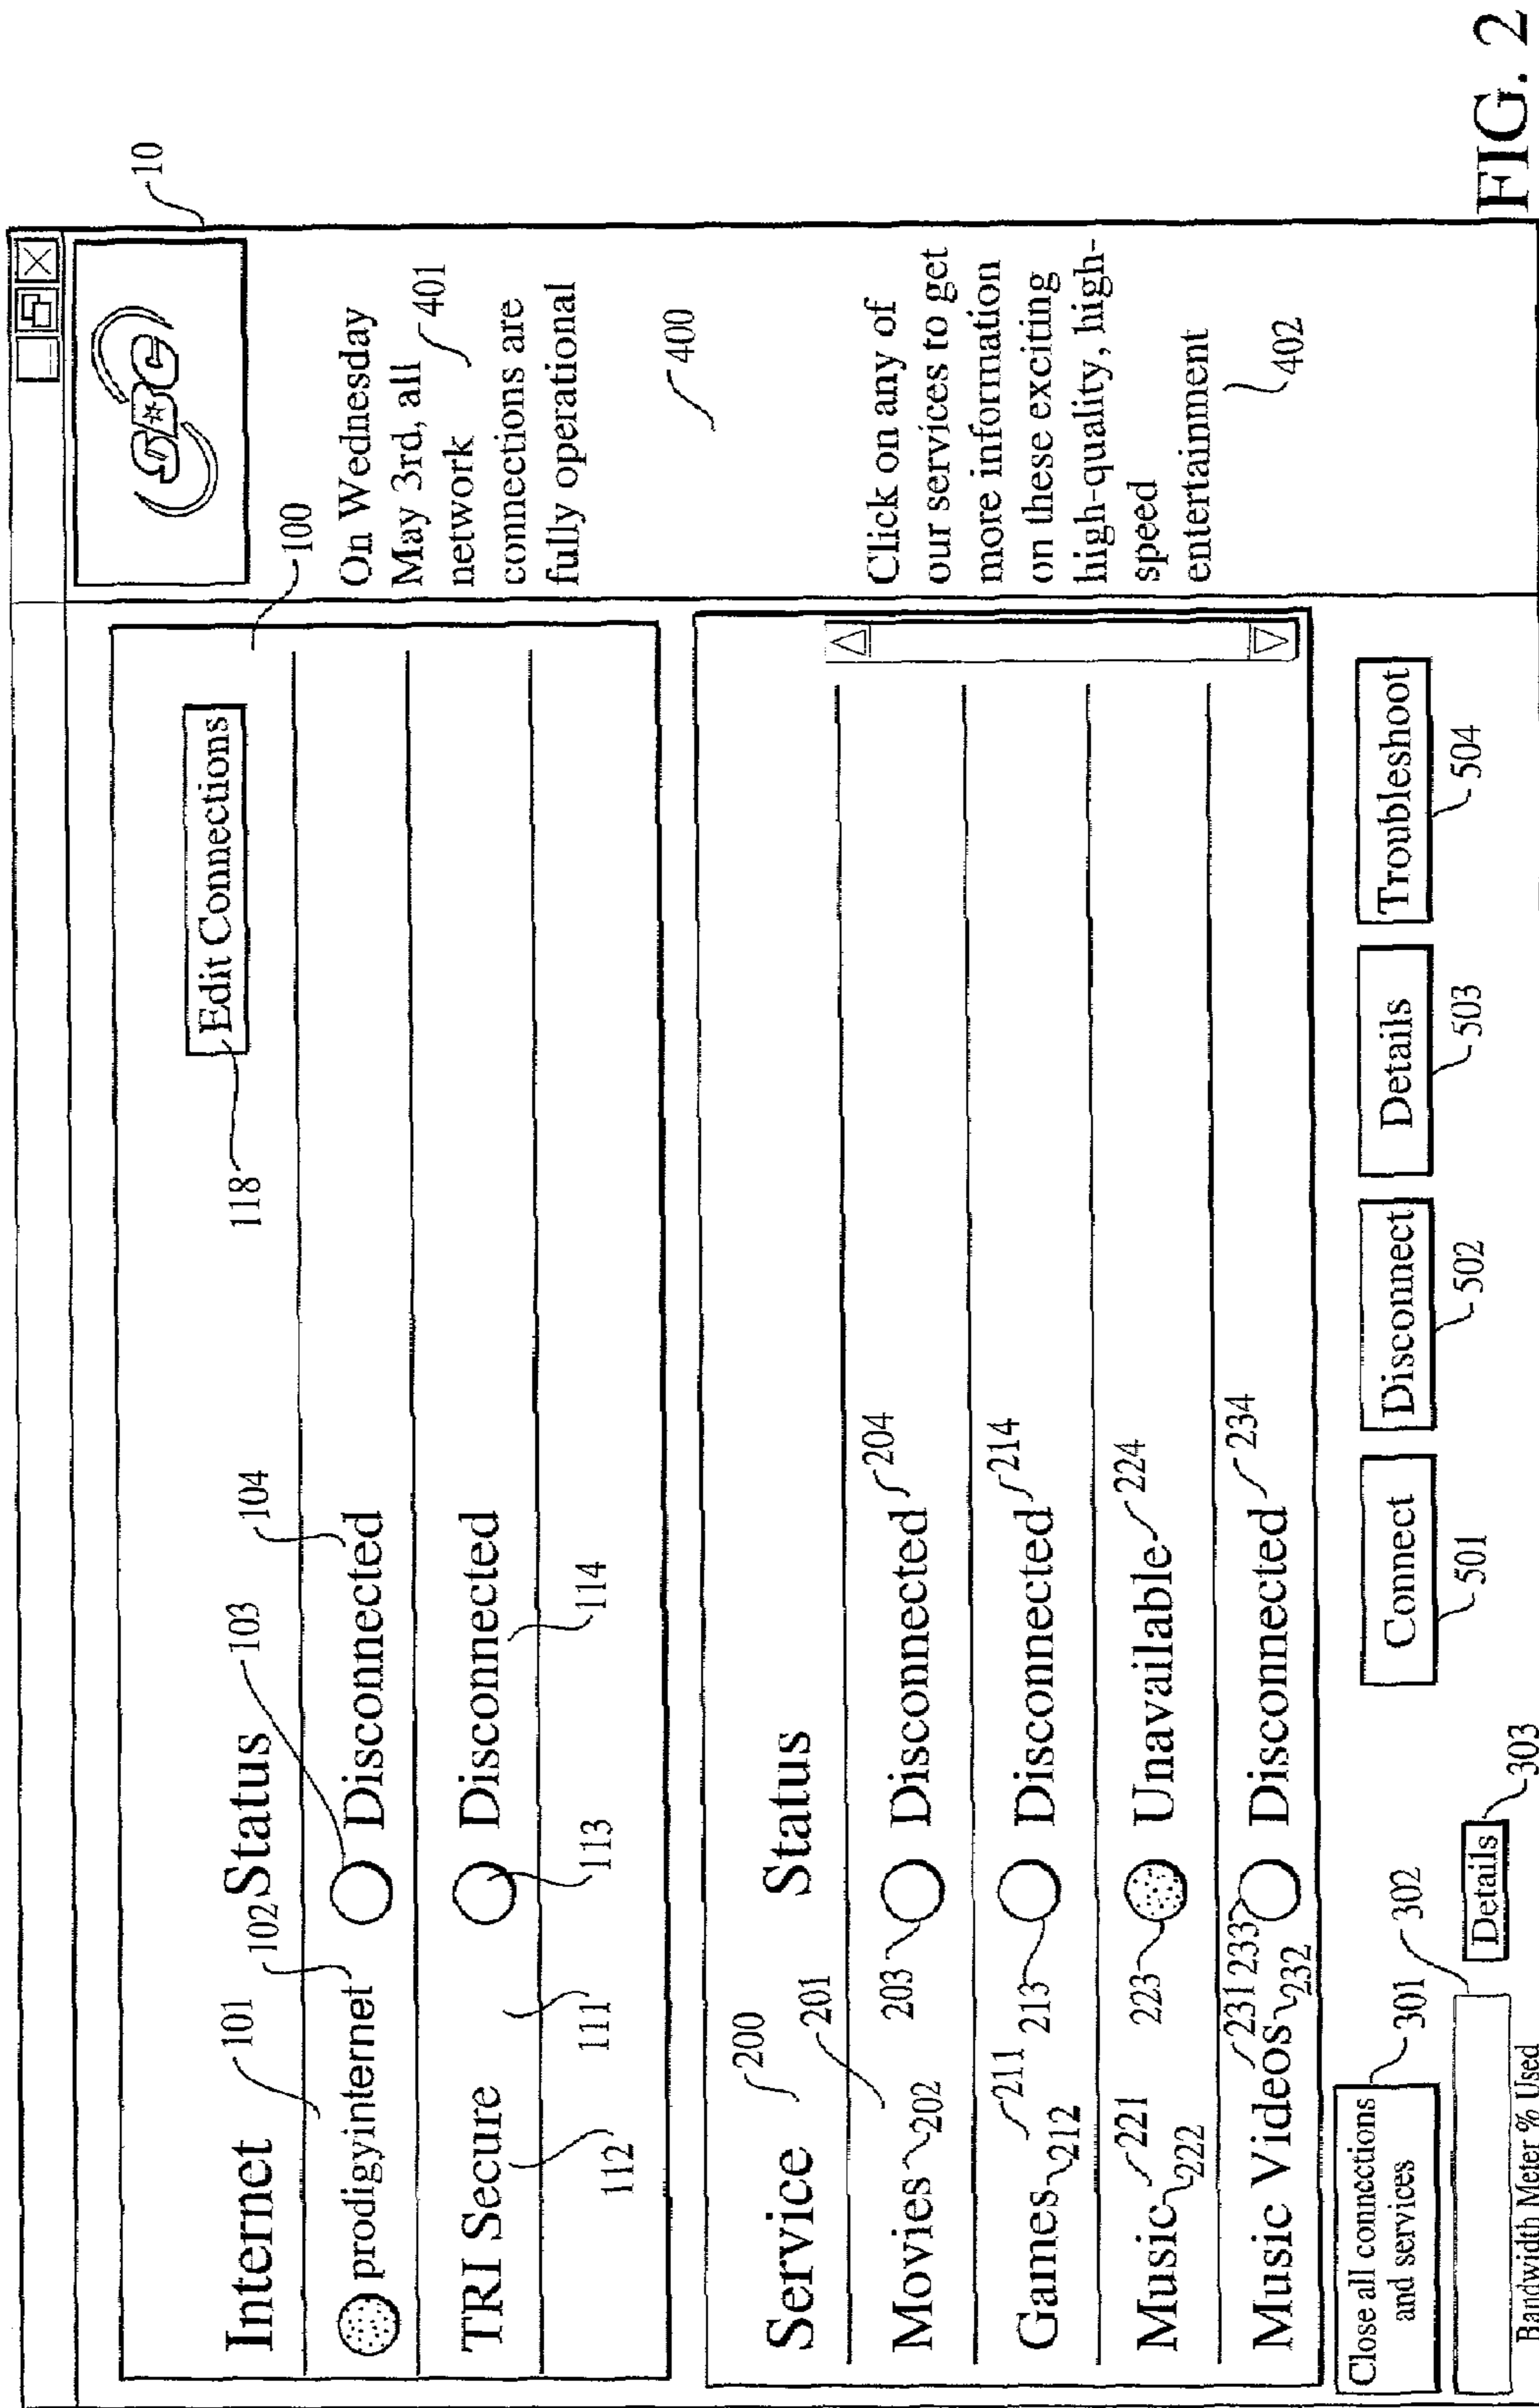 10
SBC
Internet
Status
Edit Connections
118
100
101
102
103
104
prodigyinternet
Disconnected
TRI Secure
Disconnected
111
112
113
114
On Wednesday
May 3rd, all
network
connections are
fully operational
401
400
Click on any of
our services to get
more information
on these exciting
high-quality, high-
speed
entertainment
402
Service
Status
200
201
Movies
202
203
Disconnected
204
211
Games
212
213
Disconnected
214
Music
221
222
223
Unavailable
224
Music Videos
231
232
233
Disconnected
234
Close all connections
and services
301
302
Details
303
Bandwidth Meter % Used
Connect
501
Disconnect
502
Details
503
Troubleshoot
504
FIG. 2